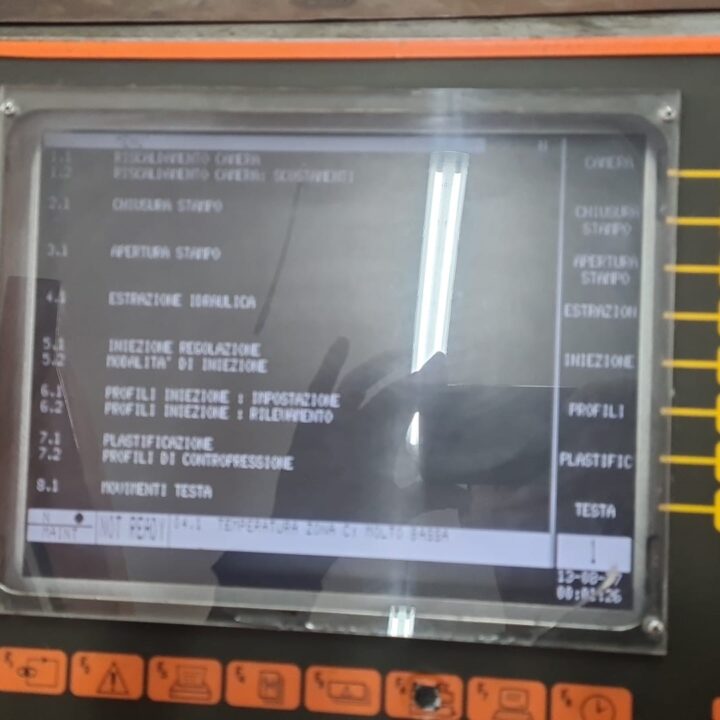 1.1 RISCALDAMENTO CAMERA
1.2 RISCALDAMENTO CAMERA: SCOSTAMENTI
2.1 CHIUSURA STAMPO
3.1 APERTURA STAMPO
4.1 ESTRAZIONE IDRAULICA
5.1 INIEZIONE REGOLAZIONE
5.2 MODALITA' DI INIEZIONE
6.1 PROFILI INIEZIONE : IMPOSTAZIONE
6.2 PROFILI INIEZIONE : RILEVAMENTO
7.1 PLASTIFICAZIONE
7.2 PROFILI DI CONTROPRESSIONE
8.1 MOVIMENTI TESTA
CAMERA
CHIUSURA
STAMPO
APERTURA
STAMPO
ESTRAZION
INIEZIONE
PROFILI
PLASTIFIC
TESTA
N
MAINT
NOT READY
04.1 TEMPERATURA ZONA Cx MOLTO BASSA